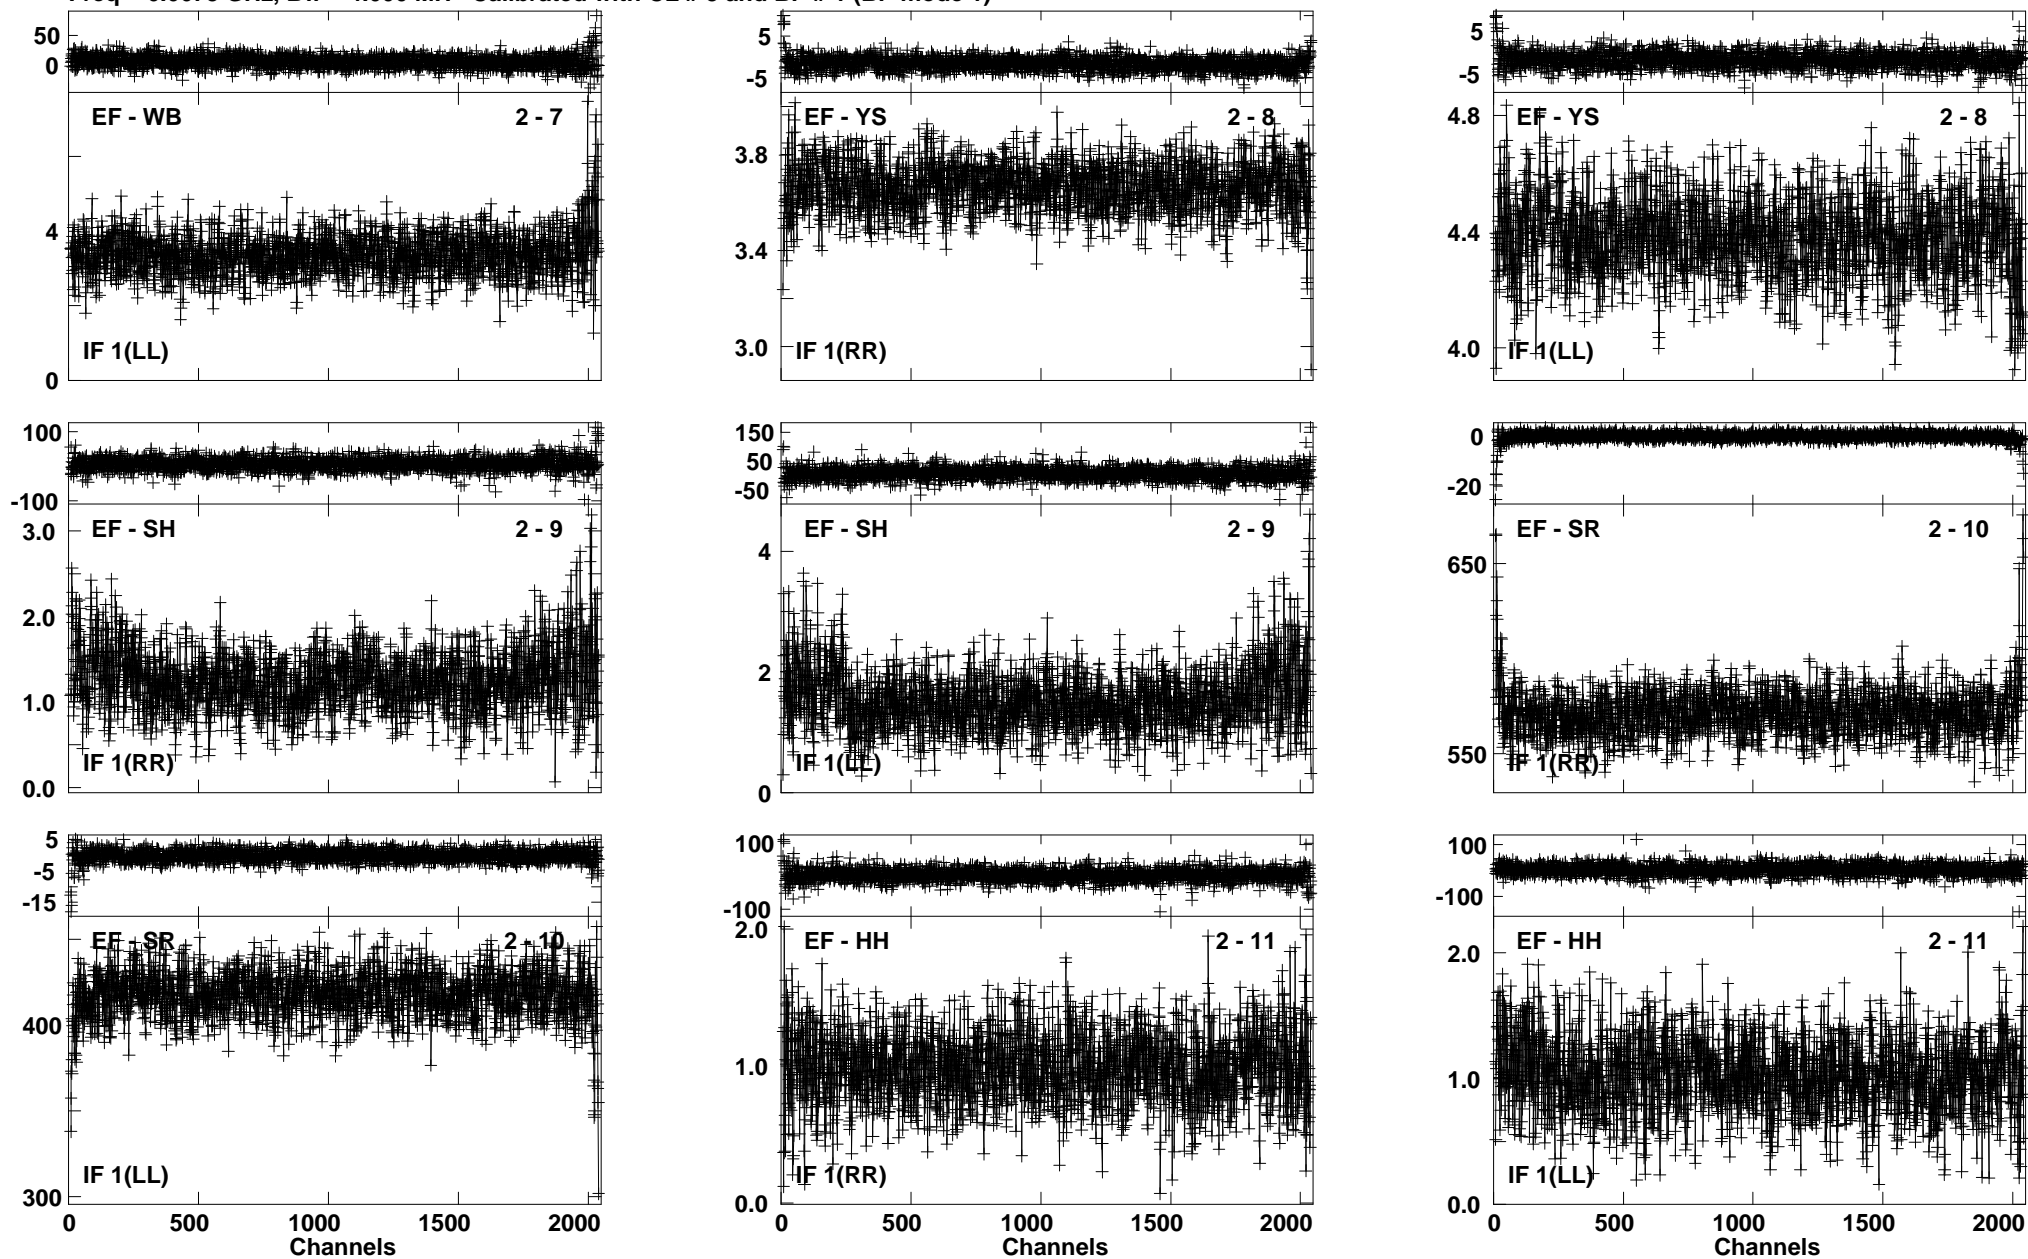 50
0
EF - WB 2 - 7
4
IF 1(LL)
0
5
-5
EF - YS 2 - 8
3.8
3.4
3.0
IF 1(RR)
5
-5
4.8
EF - YS 2 - 8
4.4
4.0
IF 1(LL)
100
-100
EF - SH 2 - 9
3.0
2.0
1.0
IF 1(RR)
0.0
150
50
-50
EF - SH 2 - 9
4
2
IF 1(LL)
0
0
-20
EF - SR 2 - 10
650
550
IF 1(RR)
5
-5
-15
EF - SR 2 - 10
400
IF 1(LL)
300
0 500 1000 1500 2000
Channels
100
-100
2.0
EF - HH 2 - 11
1.0
IF 1(RR)
0.0
0 500 1000 1500 2000
Channels
100
-100
EF - HH 2 - 11
2.0
1.0
IF 1(LL)
0.0
0 500 1000 1500 2000
Channels